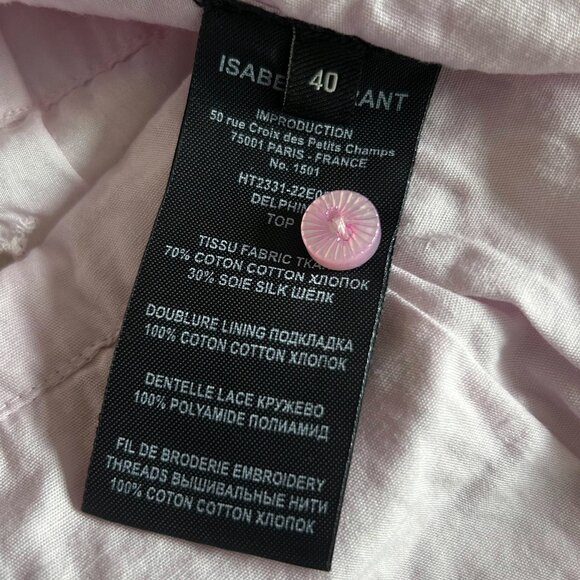 40
IMPRODUCTION
50 rue Croix des Petits Champs
75001 PARIS - FRANCE
No. 1501
HT2331-22E0
TOP
TISSU FABRIC
70% COTON COTTON ХЛОПОК
30% SOIE SILK ШЁЛК
DOUBLURE LINING ПОДКЛАДКА
100% COTON COTTON ХЛОПОК
DENTELLE LACE КРУЖЕВО
100% POLYAMIDE ПОЛИАМИД
FIL DE BRODERIE EMBROIDERY
THREADS ВЫШИВАЛЬНЫЕ НИТИ
100% COTON COTTON ХЛОПОК